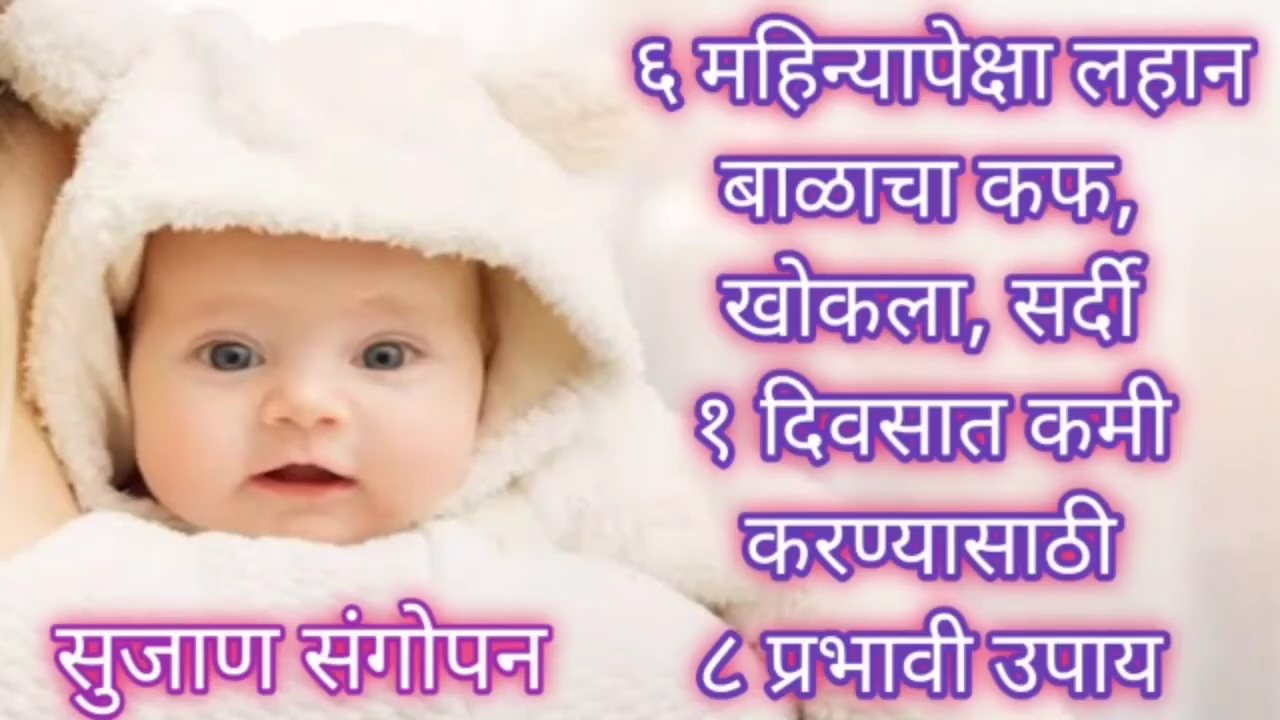 ६ महिन्यापेक्षा लहान
बाळाचा कफ,
खोकला, सर्दी
१ दिवसात कमी
करण्यासाठी
८ प्रभावी उपाय
सुजाण संगोपन